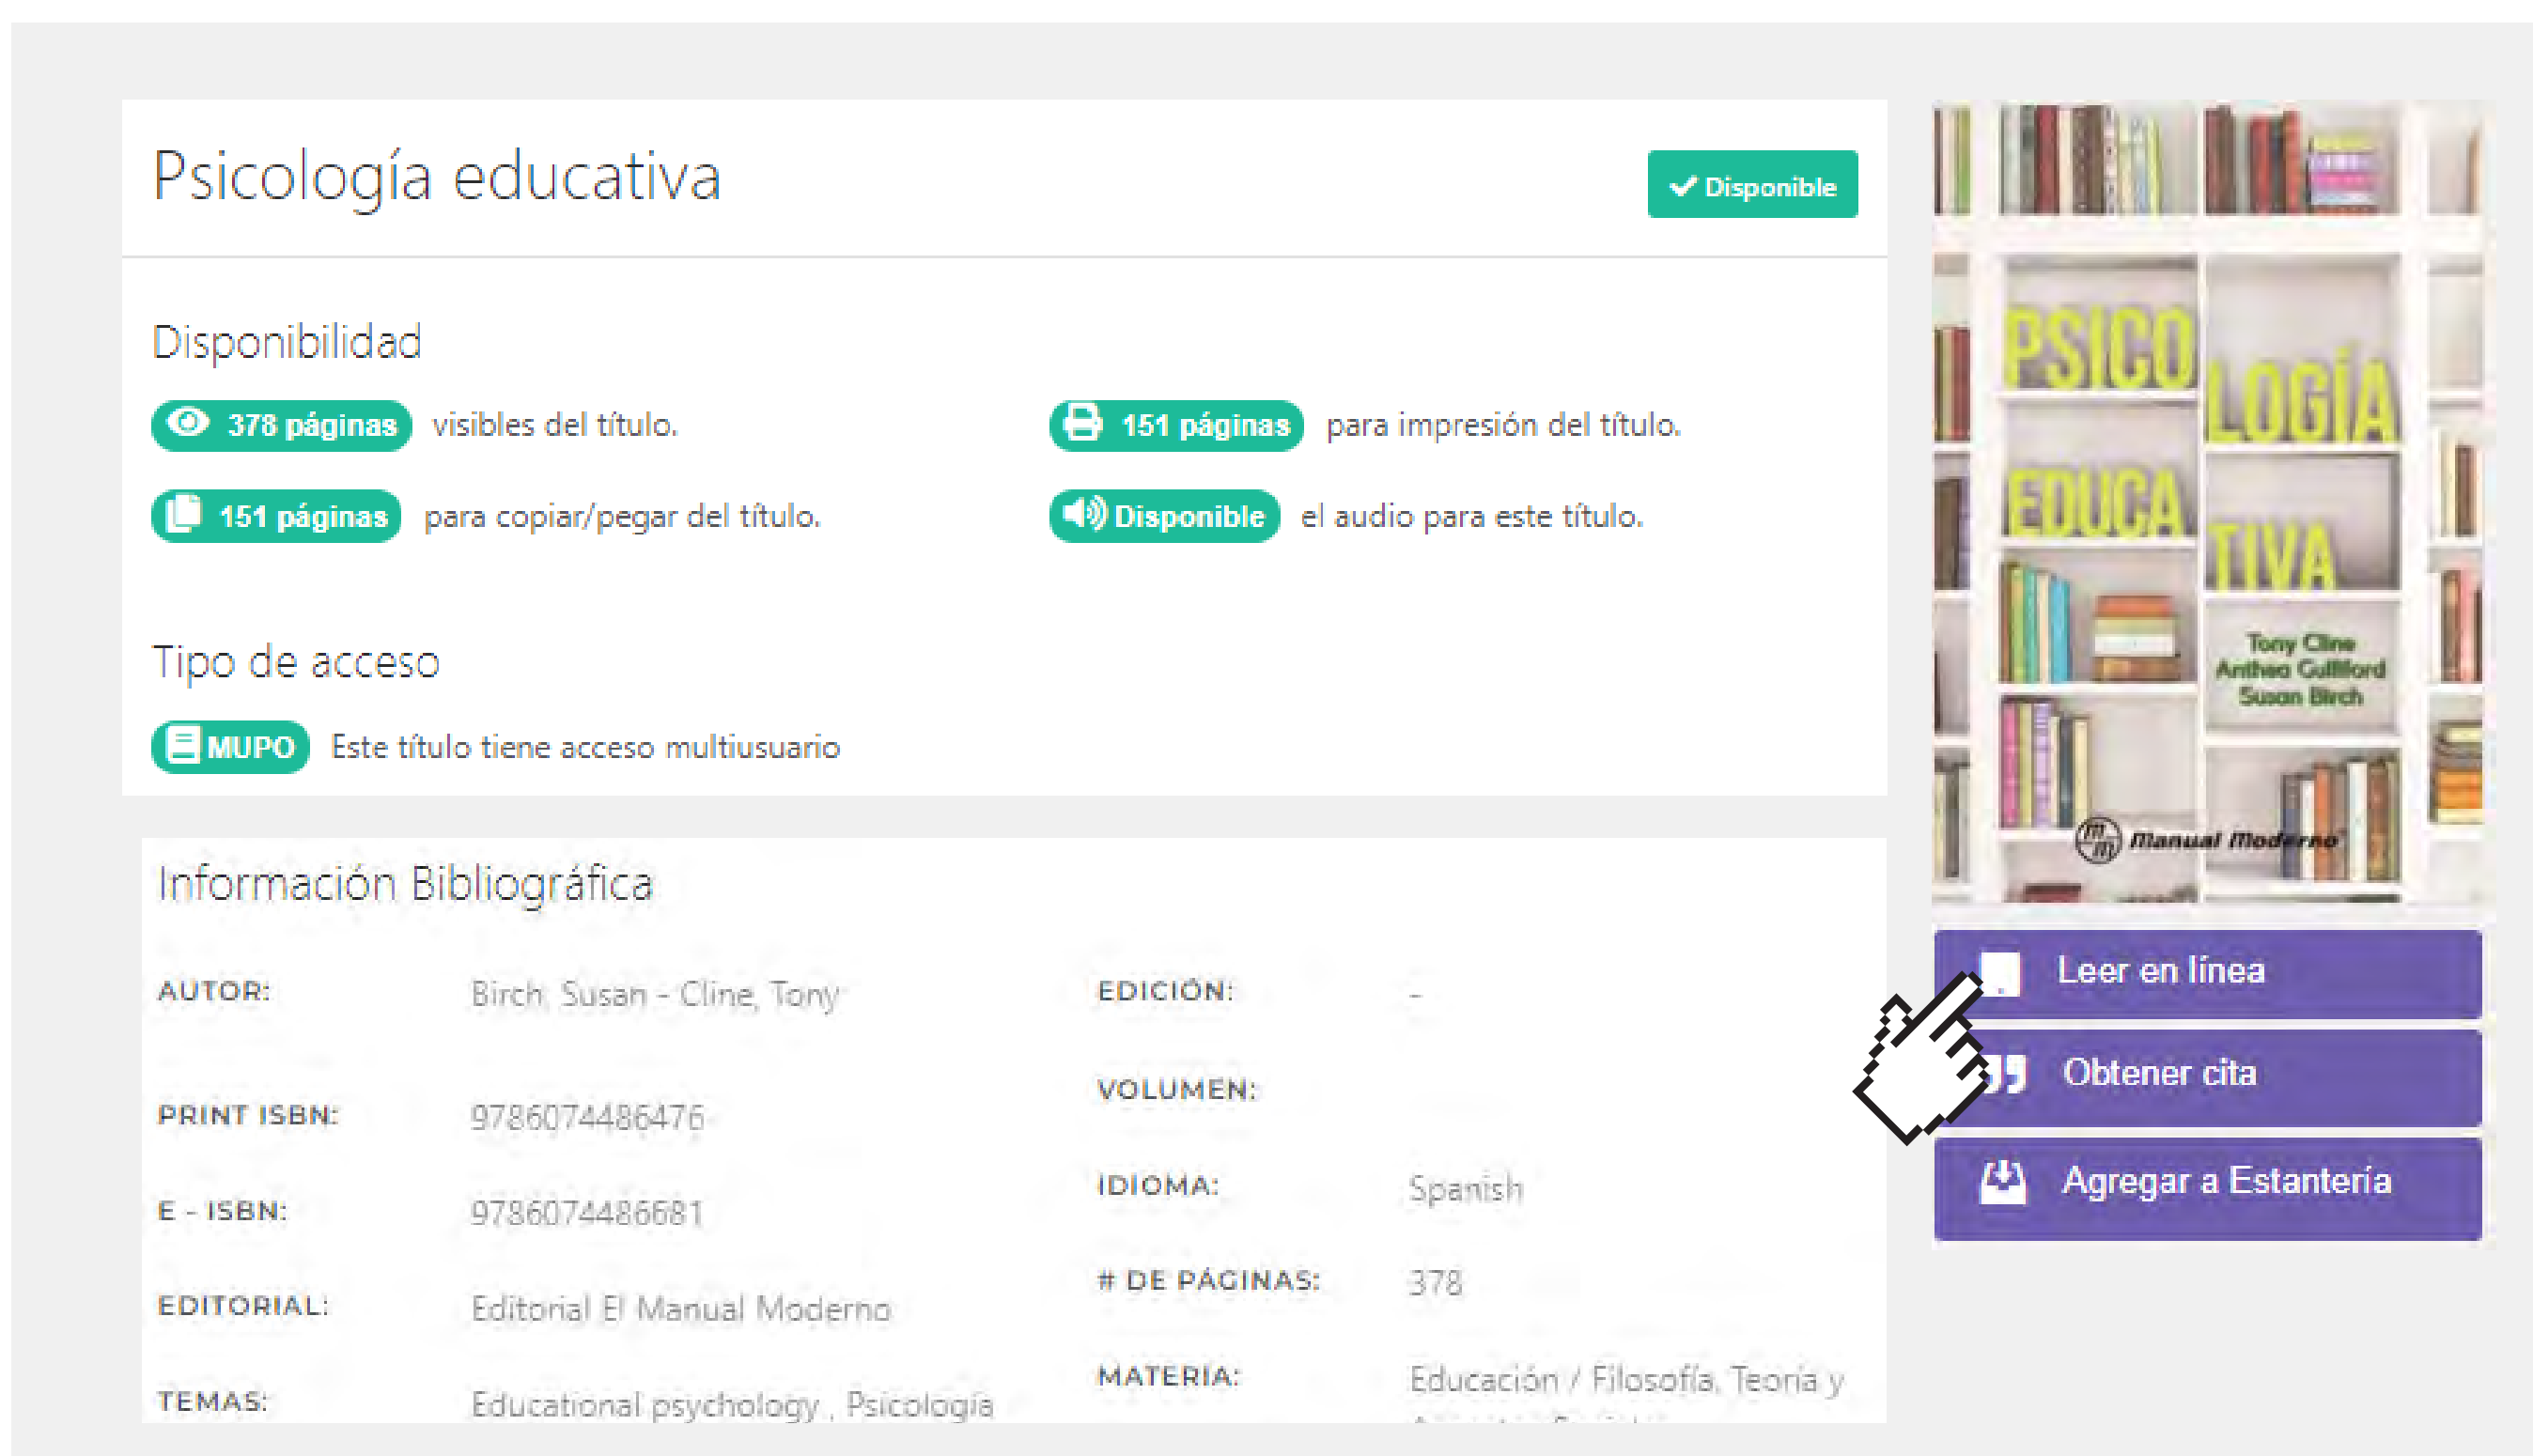 Psicología educativa
Disponible
Disponibilidad
378 páginas visibles del título.
151 páginas para impresión del título.
151 páginas para copiar/pegar del título.
Disponible el audio para este título.
Tipo de acceso
MUPO Este título tiene acceso multiusuario
Información Bibliográfica
AUTOR: Birch, Susan - Cline, Tony
PRINT ISBN: 9786074486476
E - ISBN: 9786074486681
EDITORIAL: Editorial El Manual Moderno
TEMAS: Educational psychology , Psicología
EDICIÓN: -
VOLUMEN:
IDIOMA: Spanish
# DE PÁGINAS: 378
MATERIA: Educación / Filosofía, Teoría y
PSICO
LOGÍA
EDUCA
TIVA
Tony Cline
Anthea Gulliford
Susan Birch
Manual Moderno
Leer en línea
Obtener cita
Agregar a Estantería